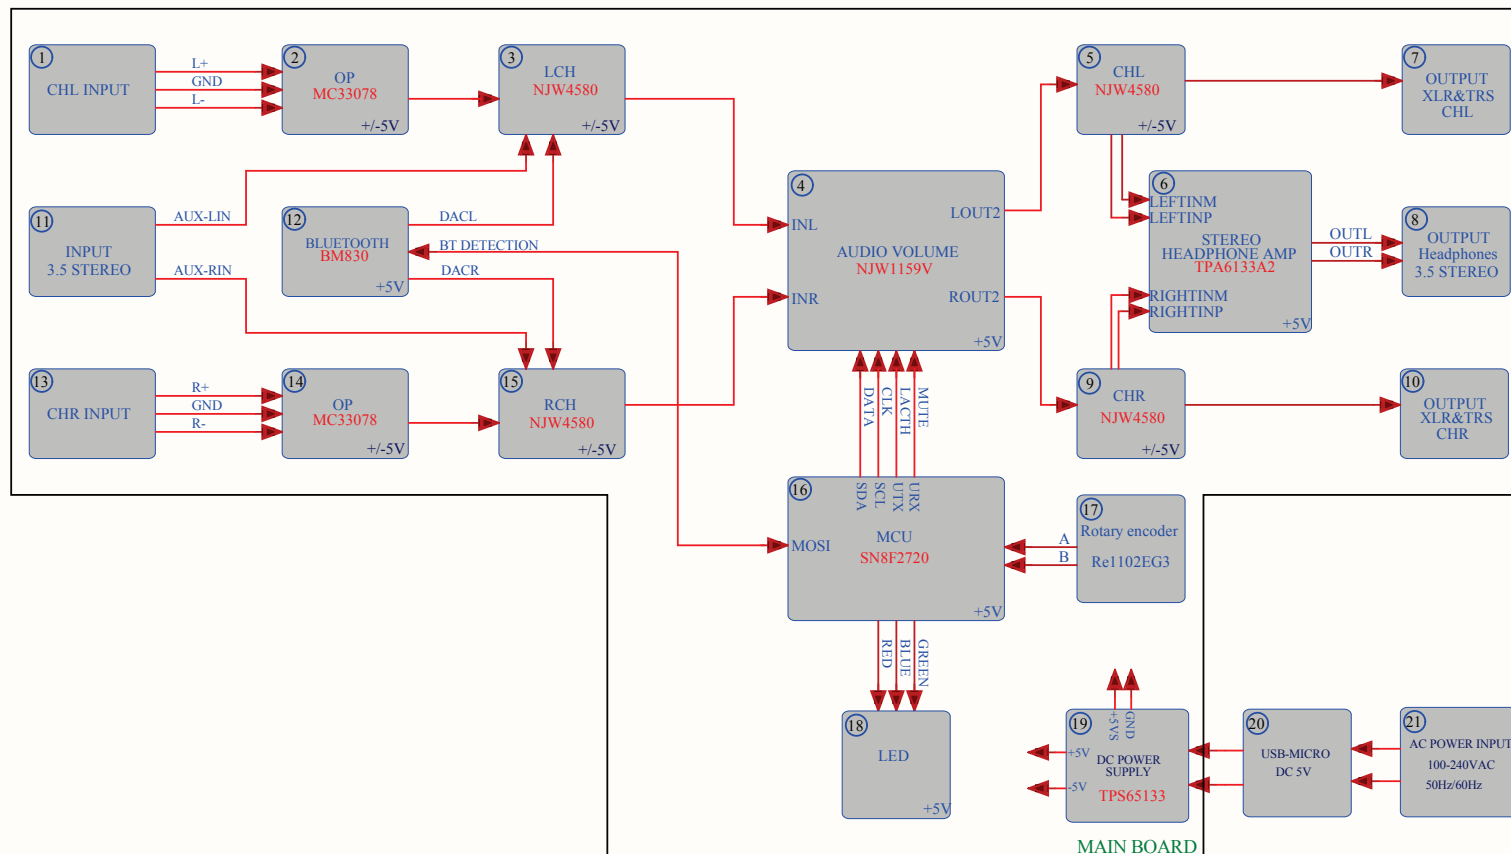 1
CHL INPUT
L+
GND
L-
2
OP
MC33078
+/-5V
3
LCH
NJW4580
+/-5V
5
CHL
NJW4580
+/-5V
7
OUTPUT
XLR&TRS
CHL
11
INPUT
3.5 STEREO
AUX-LIN
AUX-RIN
12
BLUETOOTH
BM830
+5V
DACL
BT DETECTION
DACR
4
INL
LOUT2
AUDIO VOLUME
NJW1159V
INR
ROUT2
+5V
6
LEFTINM
LEFTINP
STEREO
HEADPHONE AMP
TPA6133A2
RIGHTINM
RIGHTINP
+5V
OUTL
OUTR
8
OUTPUT
Headphones
3.5 STEREO
13
CHR INPUT
R+
GND
R-
14
OP
MC33078
+/-5V
15
RCH
NJW4580
+/-5V
9
CHR
NJW4580
+/-5V
10
OUTPUT
XLR&TRS
CHR
DATA
CLK
LACTH
MUTE
16
SDA
SCL
UTX
URX
MCU
MOSI
SN8F2720
+5V
A
B
17
Rotary encoder
Re1102EG3
RED
BLUE
GREEN
18
LED
+5V
19
+5VS
GND
+5V
-5V
DC POWER
SUPPLY
TPS65133
20
USB-MICRO
DC 5V
21
AC POWER INPUT
100-240VAC
50Hz/60Hz
MAIN BOARD